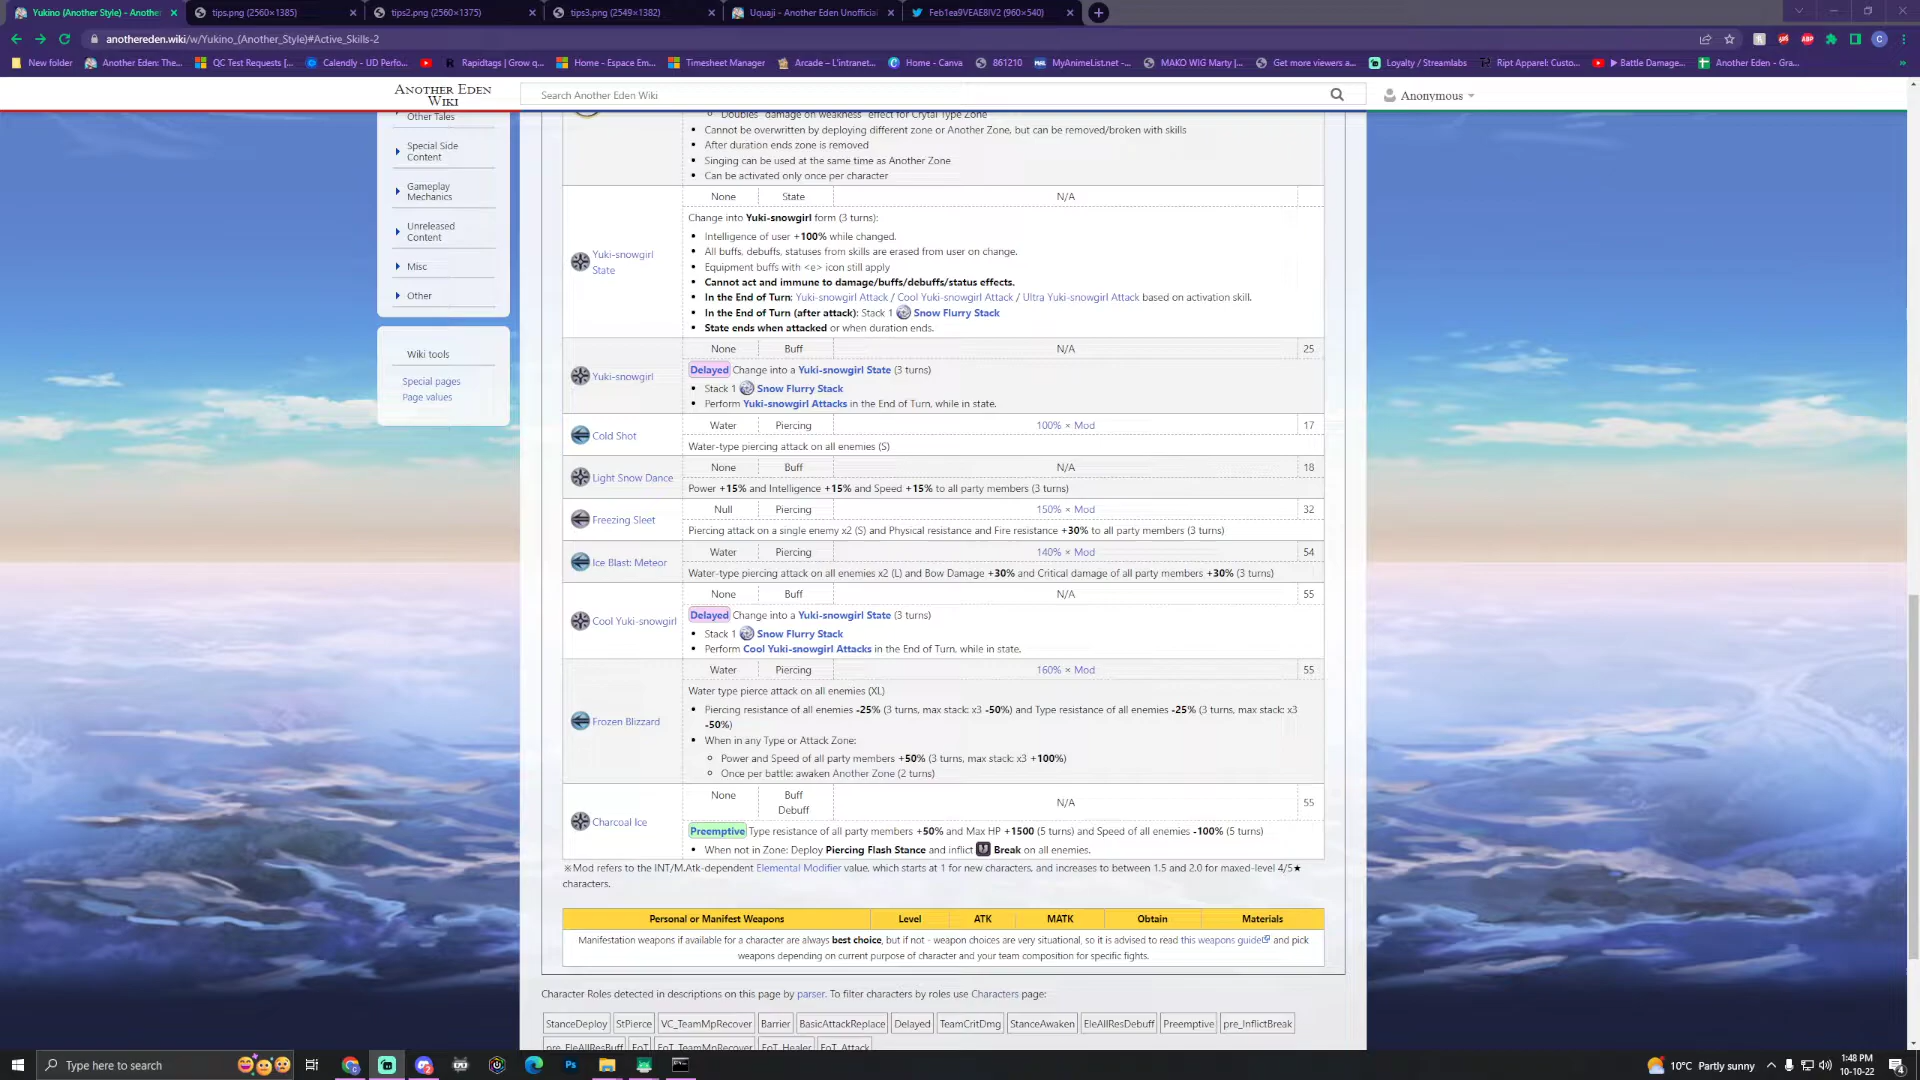 Yukino (Another Style) - Anothe
tips.png (2560×1385)
tips2.png (2560×1375)
tips3.png (2549×1382)
Uquaji - Another Eden Unofficial
Feb1ea9VEAE8IV2 (960×540)
anothereden.wiki/w/Yukino_(Another_Style)#Active_Skills-2
New folder
Another Eden: The...
QC Test Requests [...
Calendly - UD Perfo...
Rapidtags | Grow q...
Home - Espace Em...
Timesheet Manager
Arcade – L'intranet...
Home - Canva
861210
MyAnimeList.net -...
MAKO WIG Marty |...
Get more viewers a...
Loyalty / Streamlabs
Ript Apparel: Custo...
Battle Damage...
Another Eden - Gra...
Another Eden
Wiki
Search Another Eden Wiki
Anonymous
Other Tales
Special Side
Content
Gameplay
Mechanics
Unreleased
Content
Misc
Other
Wiki tools
Special pages
Page values
Doubles "damage on weakness" effect for Crytal Type Zone
Cannot be overwritten by deploying different zone or Another Zone, but can be removed/broken with skills
After duration ends zone is removed
Singing can be used at the same time as Another Zone
Can be activated only once per character
None State N/A
Yuki-snowgirl
State
Change into Yuki-snowgirl form (3 turns):
Intelligence of user +100% while changed.
All buffs, debuffs, statuses from skills are erased from user on change.
Equipment buffs with <e> icon still apply
Cannot act and immune to damage/buffs/debuffs/status effects.
In the End of Turn: Yuki-snowgirl Attack / Cool Yuki-snowgirl Attack / Ultra Yuki-snowgirl Attack based on activation skill.
In the End of Turn (after attack): Stack 1 Snow Flurry Stack
State ends when attacked or when duration ends.
None Buff N/A 25
Yuki-snowgirl
Delayed Change into a Yuki-snowgirl State (3 turns)
Stack 1 Snow Flurry Stack
Perform Yuki-snowgirl Attacks in the End of Turn, while in state.
Water Piercing 100% × Mod 17
Cold Shot
Water-type piercing attack on all enemies (S)
None Buff N/A 18
Light Snow Dance
Power +15% and Intelligence +15% and Speed +15% to all party members (3 turns)
Null Piercing 150% × Mod 32
Freezing Sleet
Piercing attack on a single enemy x2 (S) and Physical resistance and Fire resistance +30% to all party members (3 turns)
Water Piercing 140% × Mod 54
Ice Blast: Meteor
Water-type piercing attack on all enemies x2 (L) and Bow Damage +30% and Critical damage of all party members +30% (3 turns)
None Buff N/A 55
Cool Yuki-snowgirl
Delayed Change into a Yuki-snowgirl State (3 turns)
Stack 1 Snow Flurry Stack
Perform Cool Yuki-snowgirl Attacks in the End of Turn, while in state.
Water Piercing 160% × Mod 55
Frozen Blizzard
Water type pierce attack on all enemies (XL)
Piercing resistance of all enemies -25% (3 turns, max stack: x3 -50%) and Type resistance of all enemies -25% (3 turns, max stack: x3
-50%)
When in any Type or Attack Zone:
Power and Speed of all party members +50% (3 turns, max stack: x3 +100%)
Once per battle: awaken Another Zone (2 turns)
None Buff N/A 55
Debuff
Charcoal Ice
Preemptive Type resistance of all party members +50% and Max HP +1500 (5 turns) and Speed of all enemies -100% (5 turns)
When not in Zone: Deploy Piercing Flash Stance and inflict Break on all enemies.
※Mod refers to the INT/M.Atk-dependent Elemental Modifier value, which starts at 1 for new characters, and increases to between 1.5 and 2.0 for maxed-level 4/5★
characters.
Personal or Manifest Weapons Level ATK MATK Obtain Materials
Manifestation weapons if available for a character are always best choice, but if not - weapon choices are very situational, so it is advised to read this weapons guide and pick
weapons depending on current purpose of character and your team composition for specific fights.
Character Roles detected in descriptions on this page by parser. To filter characters by roles use Characters page:
StanceDeploy StPierce VC_TeamMpRecover Barrier BasicAttackReplace Delayed TeamCritDmg StanceAwaken EleAllResDebuff Preemptive pre_InflictBreak
pre_EleAllResBuff EoT EoT_TeamMpRecover EoT_Healer EoT_Attack
Type here to search
10°C Partly sunny
1:48 PM
10-10-22
4